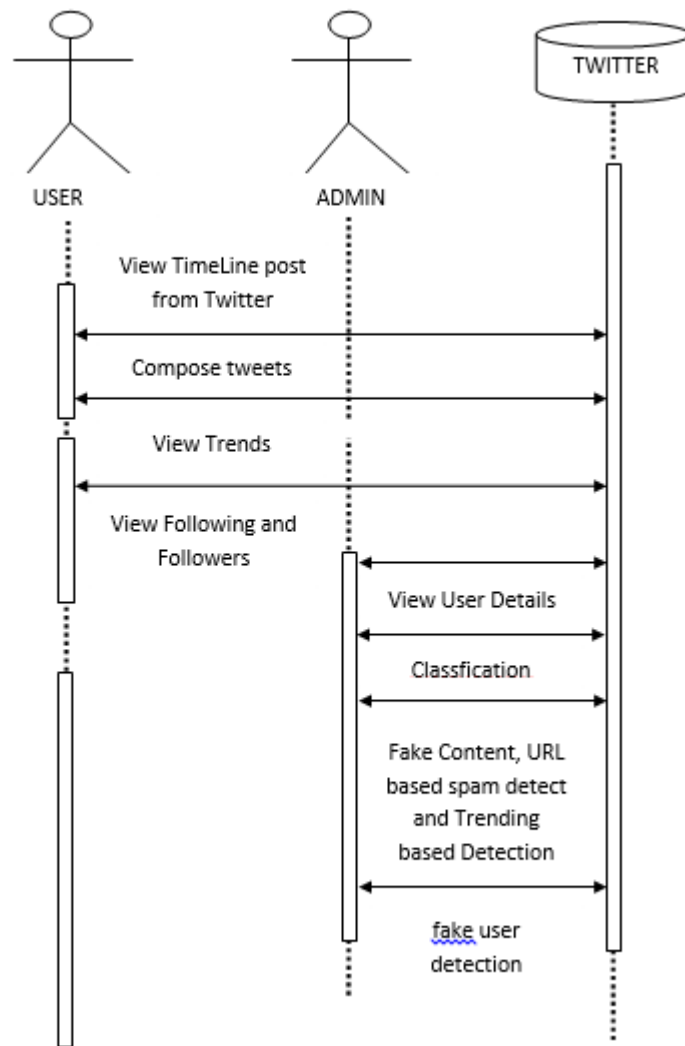 TWITTER
USER
ADMIN
View TimeLine post
from Twitter
Compose tweets
View Trends
View Following and
Followers
View User Details
Classfication
Fake Content, URL
based spam detect
and Trending
based Detection
fake user
detection